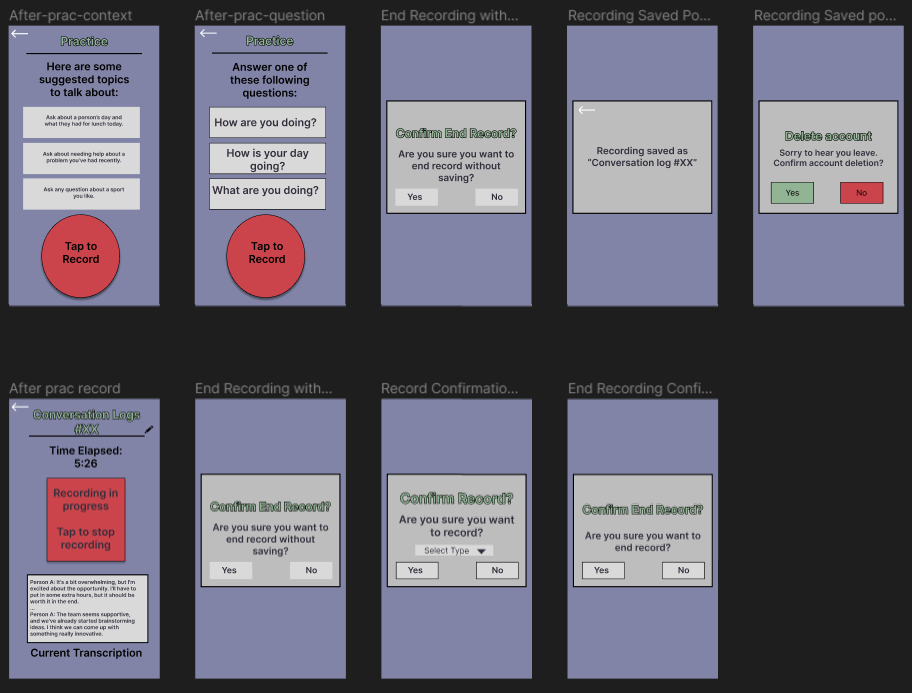 After-prac-context
After-prac-question
End Recording with...
Recording Saved Po...
Recording Saved po...
Practice
Here are some
suggested topics
to talk about:
Ask about a person's day and
what they had for lunch today.
Ask about needing help about a
problem you've had recently.
Ask any question about a sport
you like.
Tap to
Record
Practice
Answer one of
these following
questions:
How are you doing?
How is your day
going?
What are you doing?
Tap to
Record
Confirm End Record?
Are you sure you want to
end record without
saving?
Yes
No
Recording saved as
"Conversation log #XX"
Delete account
Sorry to hear you leave.
Confirm account deletion?
Yes
No
After prac record
End Recording with...
Record Confirmatio...
End Recording Confi...
Conversation Logs
#XX
Time Elapsed:
5:26
Recording in
progress
Tap to stop
recording
Person A: It's a bit overwhelming, but I'm
excited about the opportunity. I'll have to
put in some extra hours, but it should be
worth it in the end.
...
Person A: The team seems supportive,
and we've already started brainstorming
ideas. I think we can come up with
something really innovative.
Current Transcription
Confirm End Record?
Are you sure you want to
end record without
saving?
Yes
No
Confirm Record?
Are you sure you want
to record?
Select Type
Yes
No
Confirm End Record?
Are you sure you want to
end record?
Yes
No